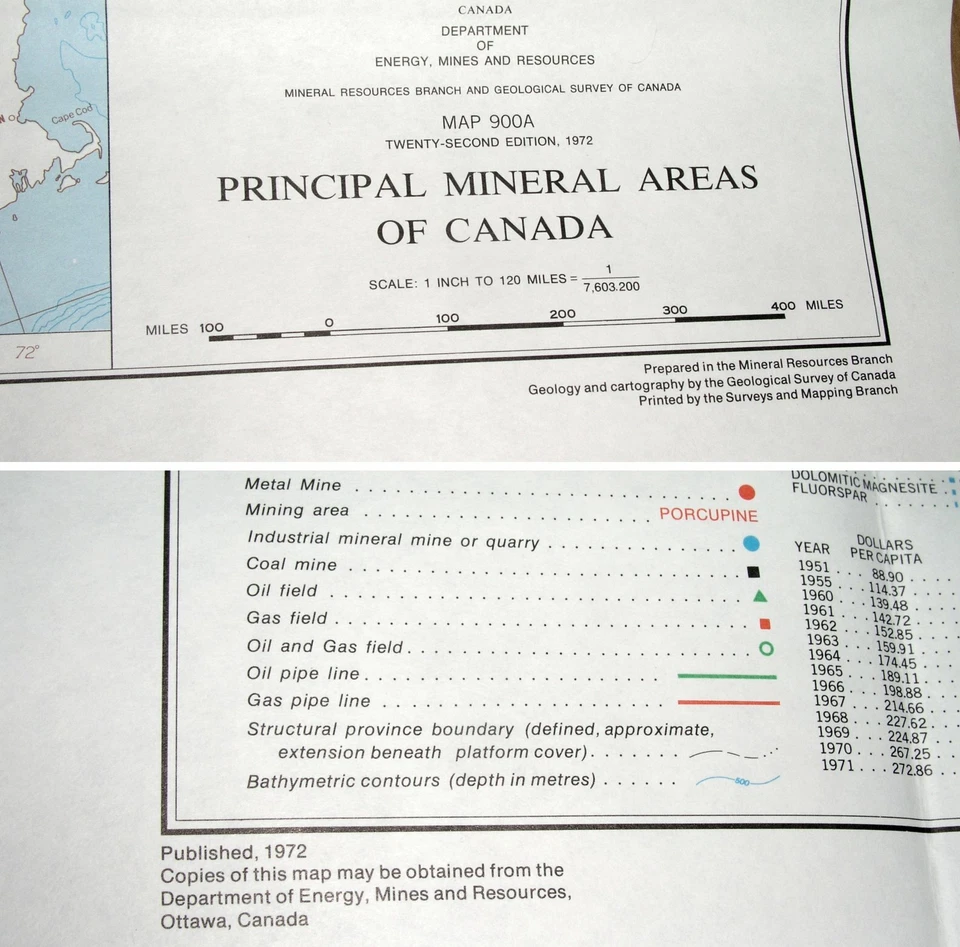 CANADA
DEPARTMENT
OF
ENERGY, MINES AND RESOURCES
MINERAL RESOURCES BRANCH AND GEOLOGICAL SURVEY OF CANADA
MAP 900A
TWENTY-SECOND EDITION, 1972
PRINCIPAL MINERAL AREAS
OF CANADA
SCALE: 1 INCH TO 120 MILES = 1
7,603.200
MILES 100 0 100 200 300 400 MILES
Cape Cod
72°
Prepared in the Mineral Resources Branch
Geology and cartography by the Geological Survey of Canada
Printed by the Surveys and Mapping Branch
Metal Mine
Mining area PORCUPINE
Industrial mineral mine or quarry
Coal mine
Oil field
Gas field
Oil and Gas field
Oil pipe line
Gas pipe line
Structural province boundary (defined, approximate,
extension beneath platform cover)
Bathymetric contours (depth in metres) 500
DOLOMITIC MAGNESITE
FLUORSPAR
YEAR DOLLARS
PER CAPITA
1951 . . . 88.90
1955 . . . 114.37
1960 . . . 139.48
1961 . . . 142.72
1962 . . . 152.85
1963 . . . 159.91
1964 . . . 174.45
1965 . . . 189.11
1966 . . . 198.88
1967 . . . 214.66
1968 . . . 227.62
1969 . . . 224.87
1970 . . . 267.25
1971 . . . 272.86
Published, 1972
Copies of this map may be obtained from the
Department of Energy, Mines and Resources,
Ottawa, Canada